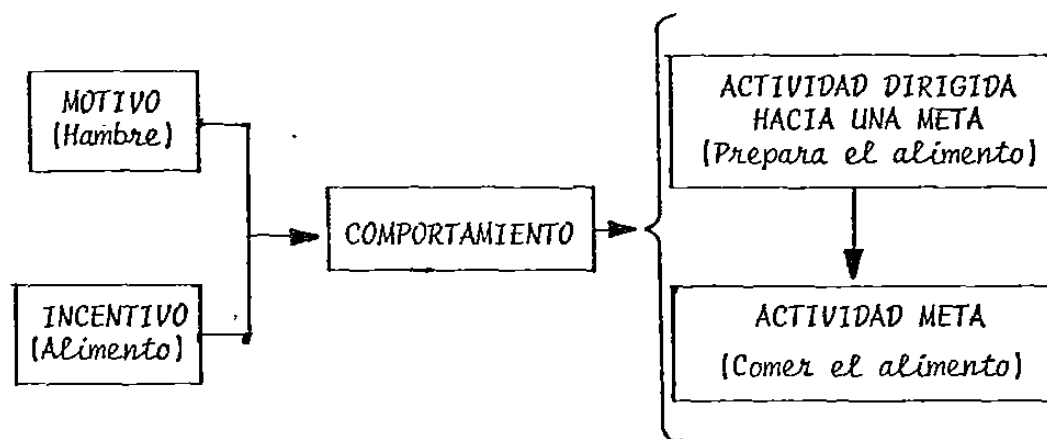 MOTIVO
(Hambre)
INCENTIVO
(Alimento)
COMPORTAMIENTO
ACTIVIDAD DIRIGIDA
HACIA UNA META
(Prepara el alimento)
ACTIVIDAD META
(Comer el alimento)